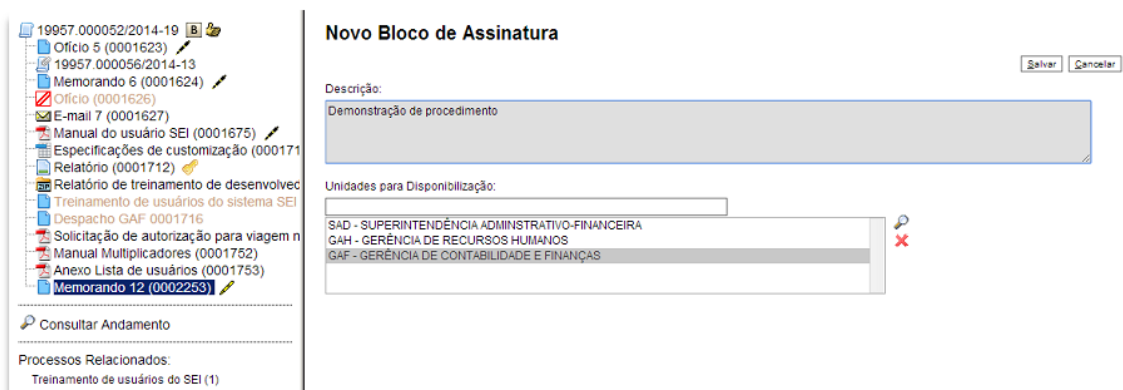 19957.000052/2014-19 B
Ofício 5 (0001623)
19957.000056/2014-13
Memorando 6 (0001624)
Ofício (0001626)
E-mail 7 (0001627)
Manual do usuário SEI (0001675)
Especificações de customização (000171
Relatório (0001712)
Relatório de treinamento de desenvolvec
Treinamento de usuários do sistema SEI
Despacho GAF 0001716
Solicitação de autorização para viagem n
Manual Multiplicadores (0001752)
Anexo Lista de usuários (0001753)
Memorando 12 (0002253)
Consultar Andamento
Processos Relacionados:
Treinamento de usuários do SEI (1)
Novo Bloco de Assinatura
Salvar Cancelar
Descrição:
Demonstração de procedimento
Unidades para Disponibilização:
SAD - SUPERINTENDÊNCIA ADMINSTRATIVO-FINANCEIRA
GAH - GERÊNCIA DE RECURSOS HUMANOS
GAF - GERÊNCIA DE CONTABILIDADE E FINANÇAS